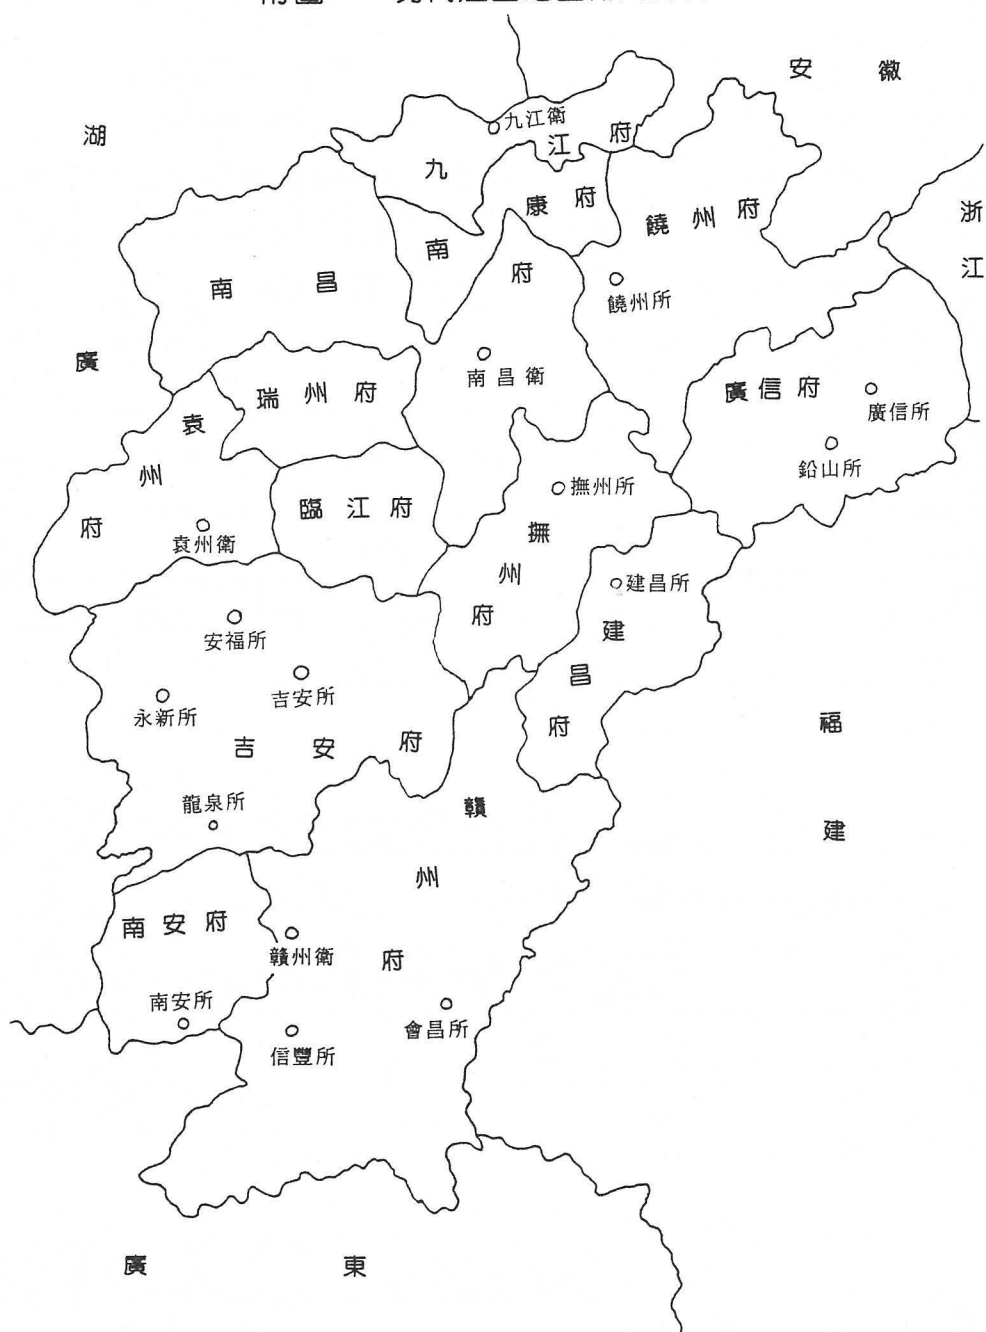 附圖
安徽
湖廣
浙江
九江衛
九江府
南康府
饒州府
饒州所
南昌府
南昌衛
瑞州府
廣信府
廣信所
鉛山所
袁州府
袁州衛
臨江府
撫州所
撫州府
建昌所
建昌府
安福所
吉安所
永新所
吉安府
龍泉所
福建
贛州府
南安府
贛州衛
南安所
信豐所
會昌所
廣東